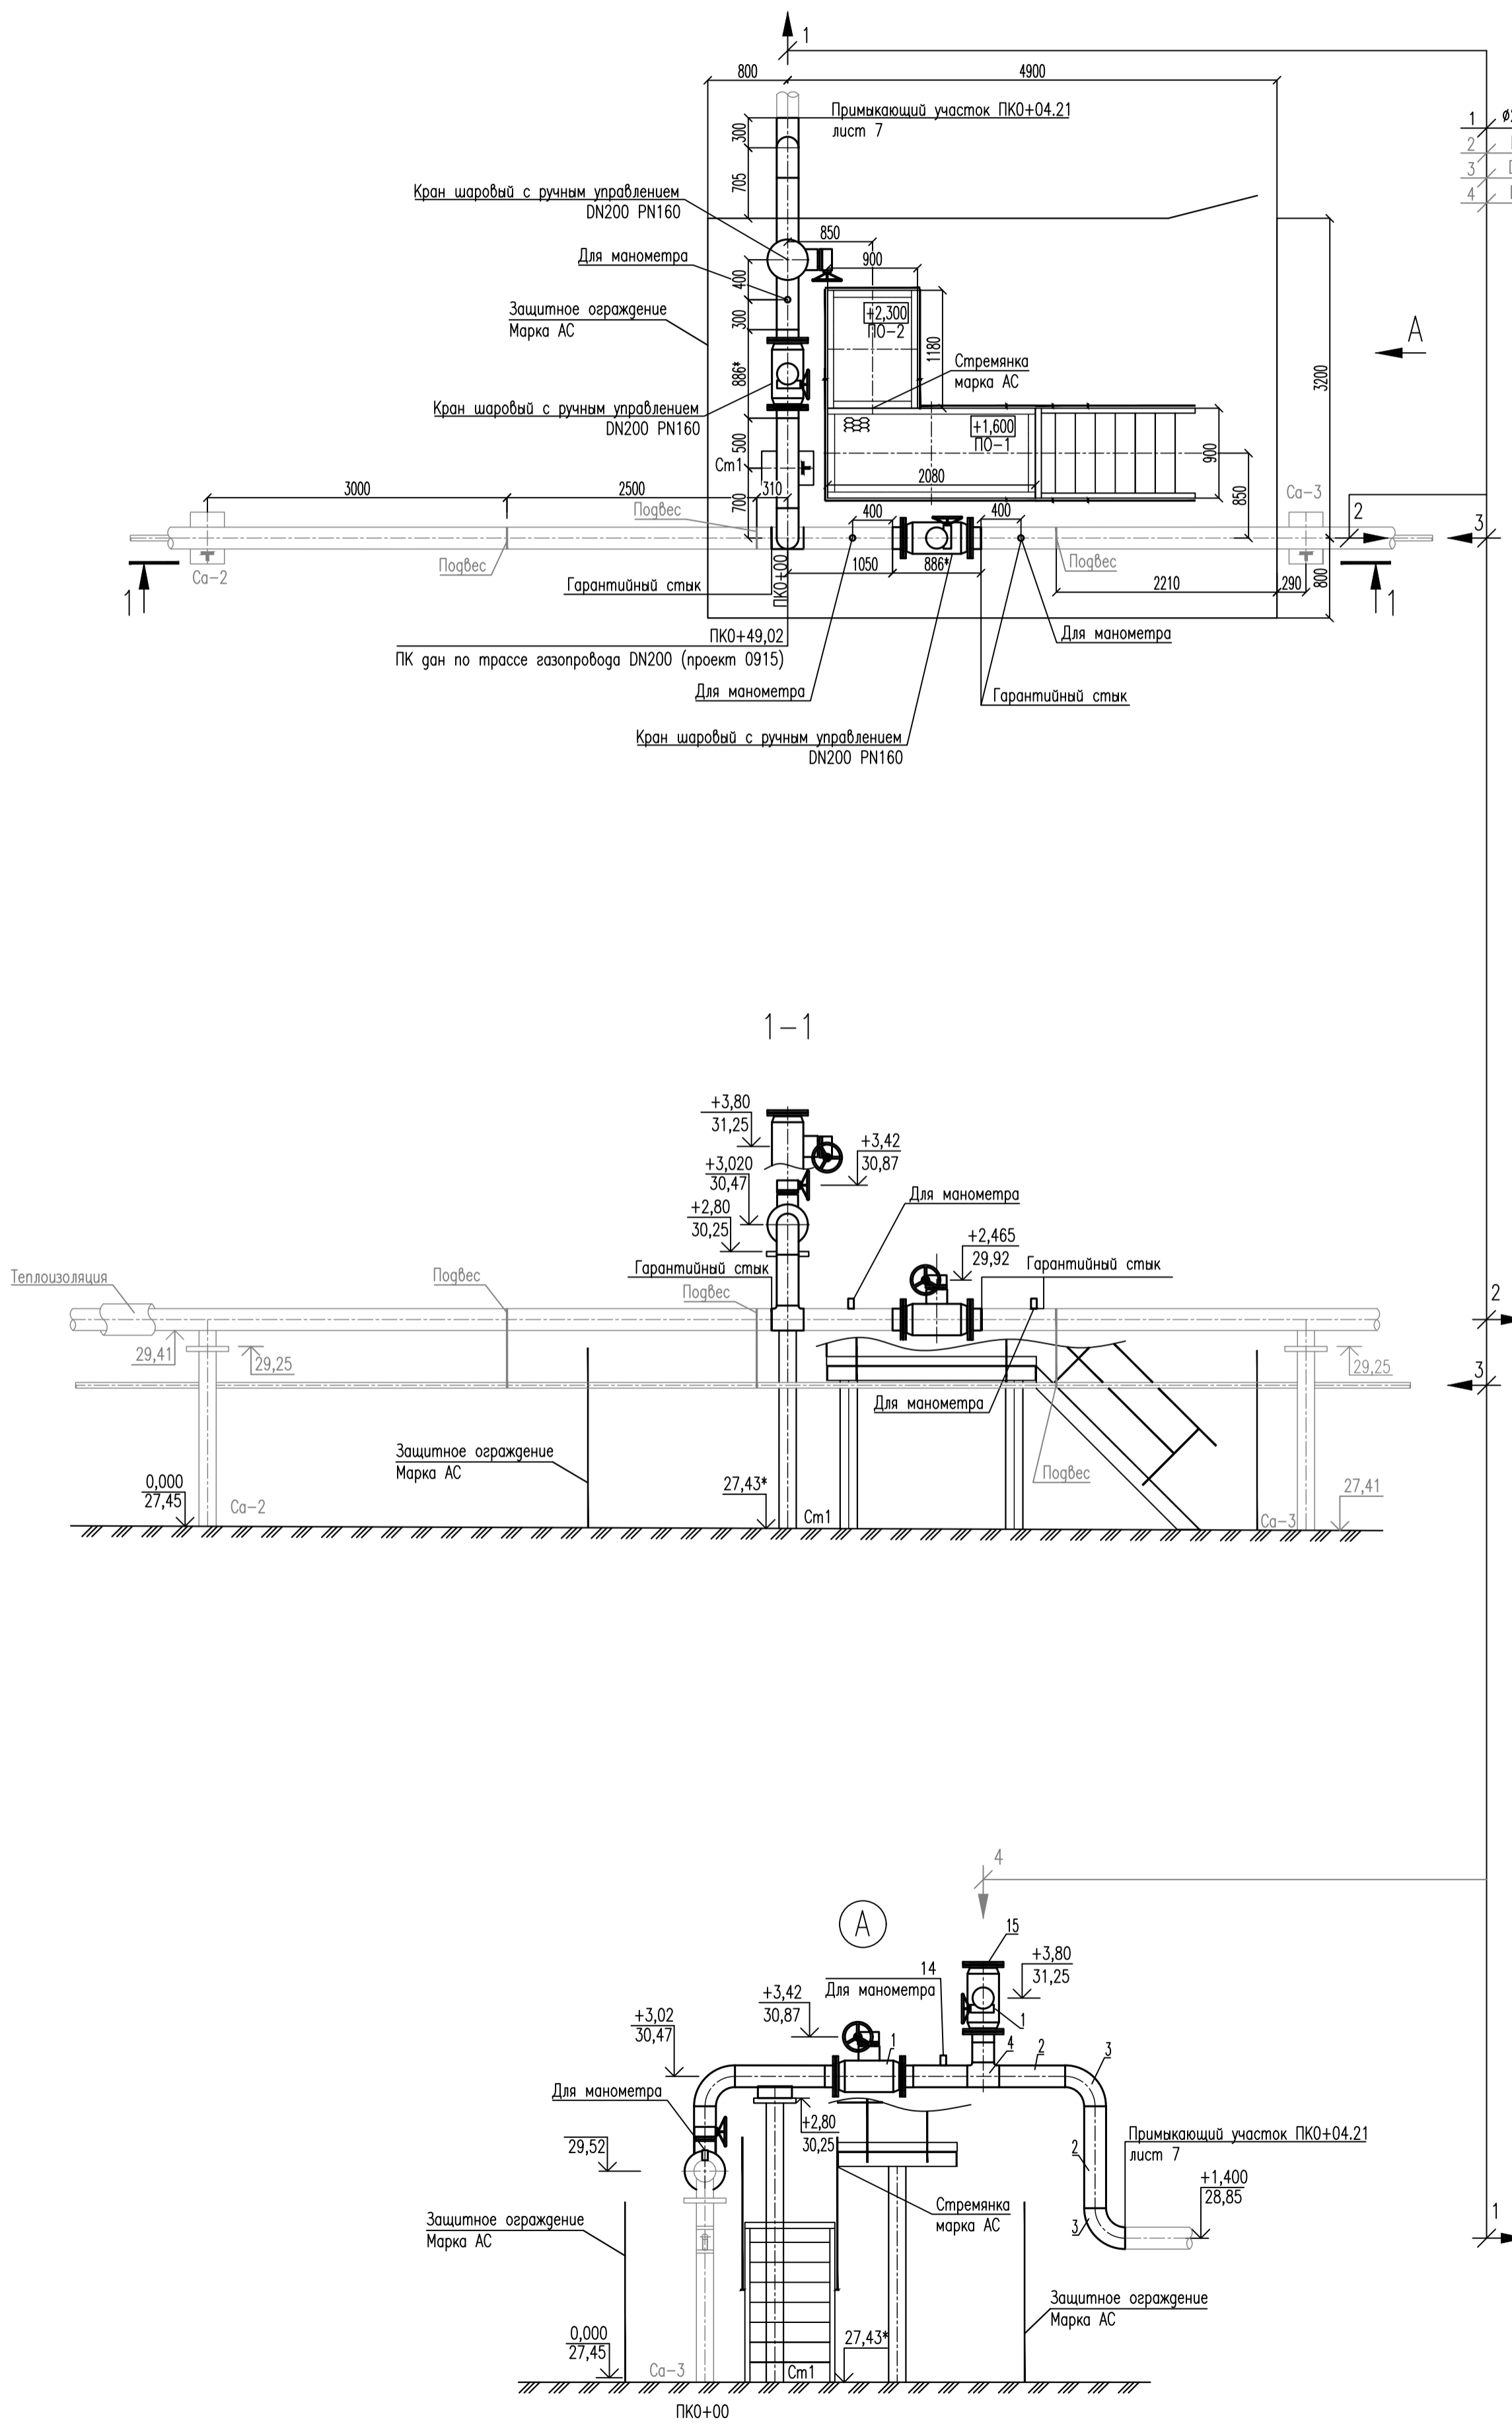 1
800
4900
Примыкающий участок ПК0+04.21
лист 7
300
705
1
2
3
4
Кран шаровый с ручным управлением
DN200 PN160
850
900
Для манометра
400
300
Защитное ограждение
Марка АС
+2,300
ПО-2
1180
А
Стремянка
марка АС
886*
3200
Кран шаровый с ручным управлением
DN200 PN160
+1,600
ПО-1
500
Ст1
900
2080
850
3000
2500
310
700
Подвес
400
400
Са-3
2
3
Подвес
Са-2
1050
886*
Подвес
2210
290
800
Гарантийный стык
ПК0+00
1
1
ПК0+49,02
ПК дан по трассе газопровода DN200 (проект 0915)
Для манометра
Для манометра
Гарантийный стык
Кран шаровый с ручным управлением
DN200 PN160
1-1
+3,80
31,25
+3,42
30,87
+3,020
30,47
+2,80
30,25
Для манометра
+2,465
29,92
Гарантийный стык
Гарантийный стык
Теплоизоляция
Подвес
Подвес
2
29,41
29,25
29,25
3
Для манометра
Защитное ограждение
Марка АС
Подвес
0,000
27,45
Са-2
27,43*
Ст1
27,41
Са-3
4
А
15
+3,80
31,25
14
Для манометра
+3,42
30,87
+3,02
30,47
1
1
4
2
3
Для манометра
+2,80
30,25
Примыкающий участок ПК0+04.21
лист 7
29,52
2
+1,400
28,85
Стремянка
марка АС
Защитное ограждение
Марка АС
3
1
Защитное ограждение
Марка АС
0,000
27,45
27,43*
Са-3
Ст1
ПК0+00